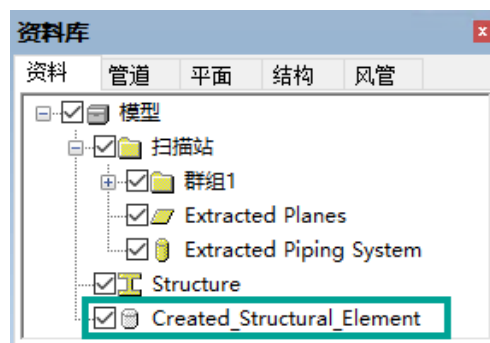 资料库
资料 管道 平面 结构 风管
模型
扫描站
群组1
Extracted Planes
Extracted Piping System
Structure
Created_Structural_Element